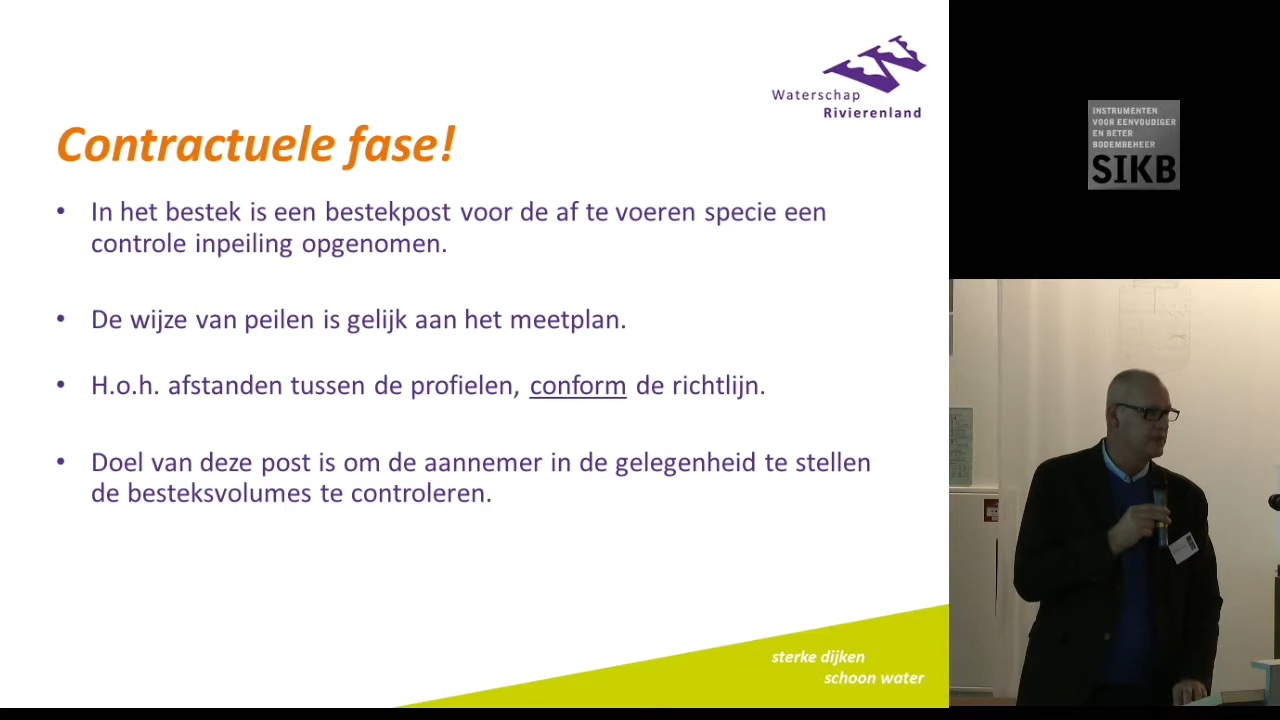 Waterschap
Rivierenland
Contractuele fase!
• In het bestek is een bestekpost voor de af te voeren specie een
controle inpeiling opgenomen.
• De wijze van peilen is gelijk aan het meetplan.
• H.o.h. afstanden tussen de profielen, conform de richtlijn.
• Doel van deze post is om de aannemer in de gelegenheid te stellen
de besteksvolumes te controleren.
sterke dijken
schoon water
INSTRUMENTEN
VOOR EENVOUDIGER
EN BETER
BODEMBEHEER
SIKB